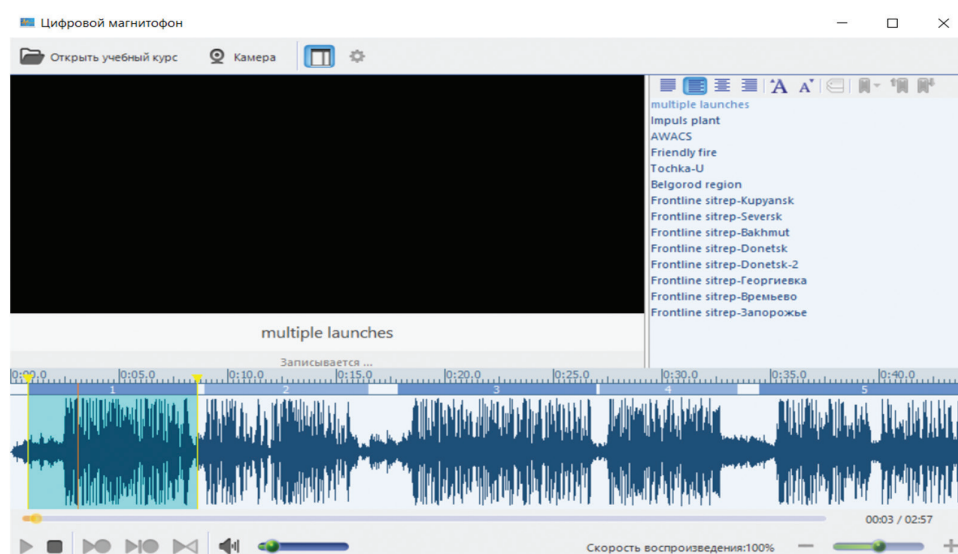 Цифровой магнитофон
Открыть учебный курс Камера
multiple launches
Impuls plant
AWACS
Friendly fire
Tochka-U
Belgorod region
Frontline sitrep-Kupyansk
Frontline sitrep-Seversk
Frontline sitrep-Bakhmut
Frontline sitrep-Donetsk
Frontline sitrep-Donetsk-2
Frontline sitrep-Георгиевка
Frontline sitrep-Времьево
Frontline sitrep-Запорожье
multiple launches
Записывается ...
0:00.0 0:05.0 0:10.0 0:15.0 0:20.0 0:25.0 0:30.0 0:35.0 0:40.0
1 2 3 4 5
00:03 / 02:57
Скорость воспроизведения:100%